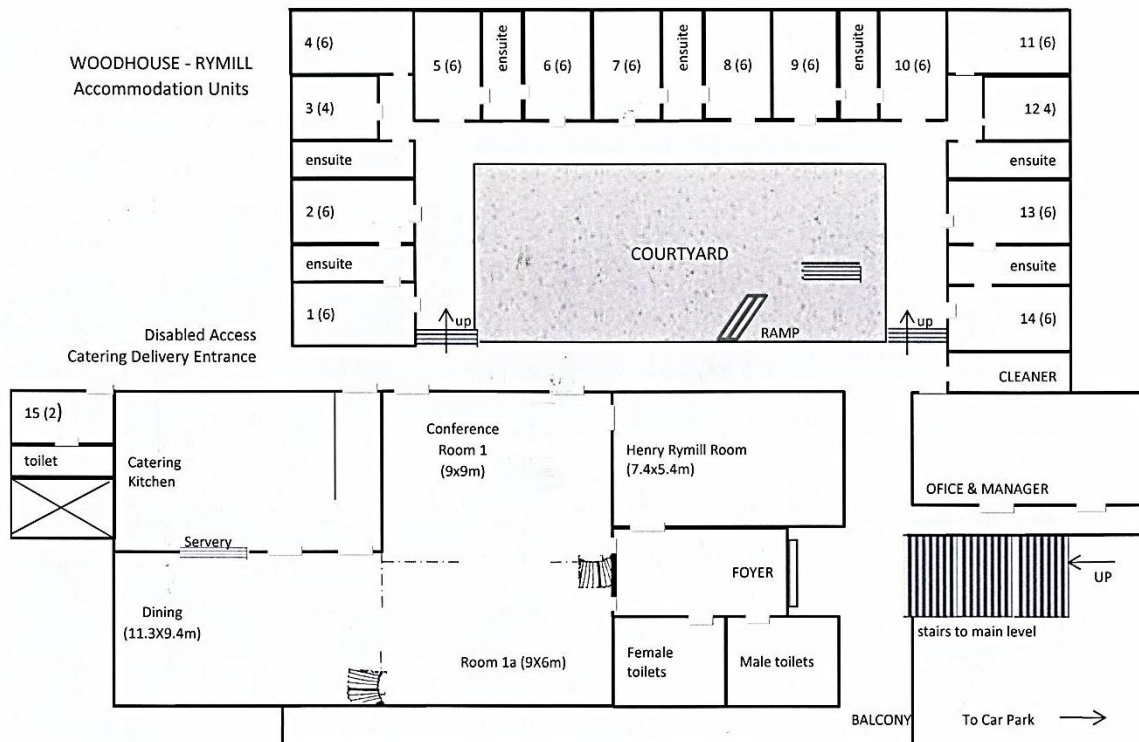 WOODHOUSE - RYMILL
Accommodation Units
4 (6)
5 (6)
ensuite
6 (6)
7 (6)
ensuite
8 (6)
9 (6)
ensuite
10 (6)
11 (6)
3 (4)
12 4)
ensuite
ensuite
2 (6)
13 (6)
COURTYARD
ensuite
ensuite
1 (6)
up
RAMP
up
14 (6)
Disabled Access
Catering Delivery Entrance
CLEANER
15 (2)
toilet
Catering
Kitchen
Conference
Room 1
(9x9m)
Henry Rymill Room
(7.4x5.4m)
OFICE & MANAGER
Servery
FOYER
UP
Dining
(11.3X9.4m)
stairs to main level
Room 1a (9X6m)
Female
toilets
Male toilets
BALCONY
To Car Park